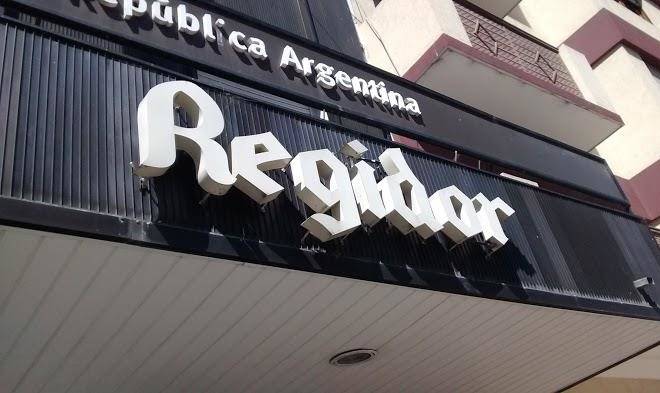 República Argentina
Regidor